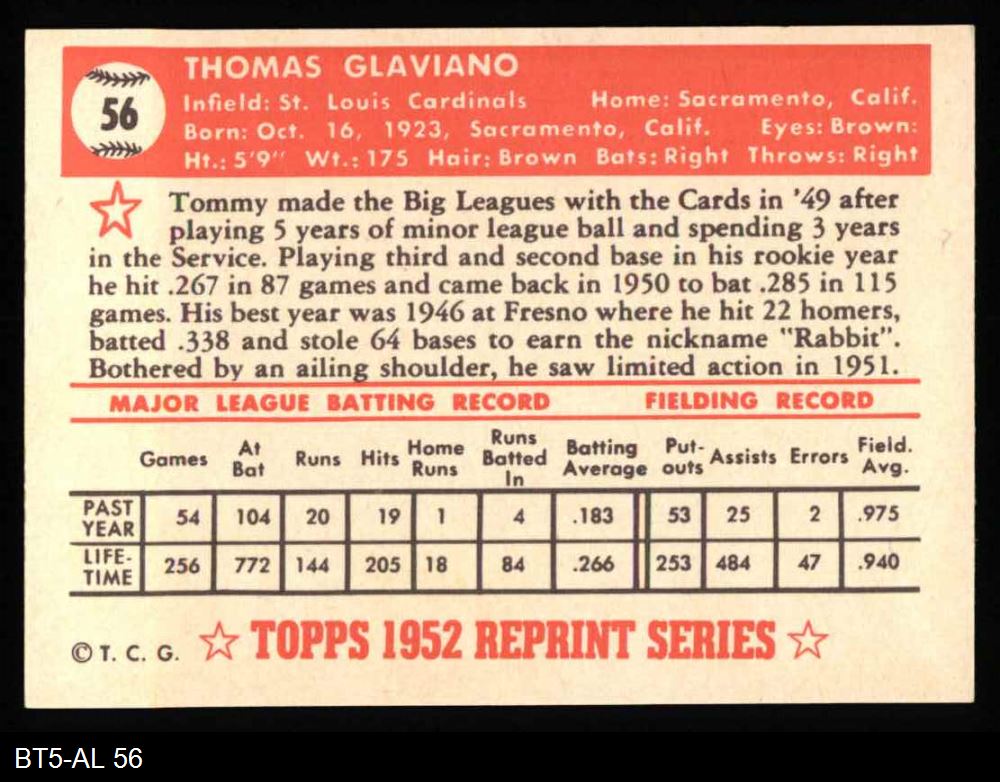 THOMAS GLAVIANO
56
Infield: St. Louis Cardinals Home: Sacramento, Calif.
Born: Oct. 16, 1923, Sacramento, Calif. Eyes: Brown:
Ht.: 5'9" Wt.: 175 Hair: Brown Bats: Right Throws: Right
Tommy made the Big Leagues with the Cards in '49 after
playing 5 years of minor league ball and spending 3 years
in the Service. Playing third and second base in his rookie year
he hit .267 in 87 games and came back in 1950 to bat .285 in 115
games. His best year was 1946 at Fresno where he hit 22 homers,
batted .338 and stole 64 bases to earn the nickname "Rabbit".
Bothered by an ailing shoulder, he saw limited action in 1951.
MAJOR LEAGUE BATTING RECORD FIELDING RECORD
Games At Bat Runs Hits Home Runs Runs Batted In Batting Average Put-outs Assists Errors Field. Avg.
PAST YEAR 54 104 20 19 1 4 .183 53 25 2 .975
LIFE-TIME 256 772 144 205 18 84 .266 253 484 47 .940
© T. C. G. TOPPS 1952 REPRINT SERIES
BT5-AL 56